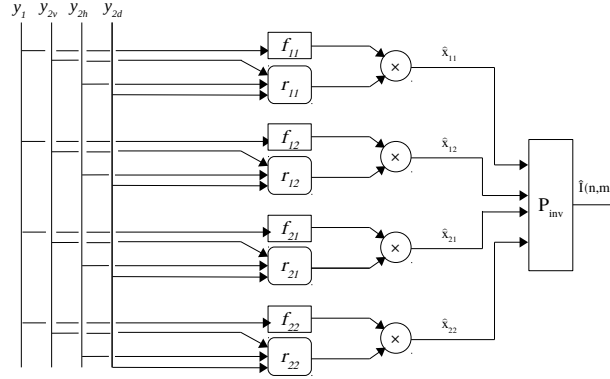 y₁ y₂ᵥ y₂ₕ y₂d
f₁₁
r₁₁
×
x̂₁₁
f₁₂
r₁₂
×
x̂₁₂
f₂₁
r₂₁
×
x̂₂₁
f₂₂
r₂₂
×
x̂₂₂
Pᵢₙᵥ
Î(n,m